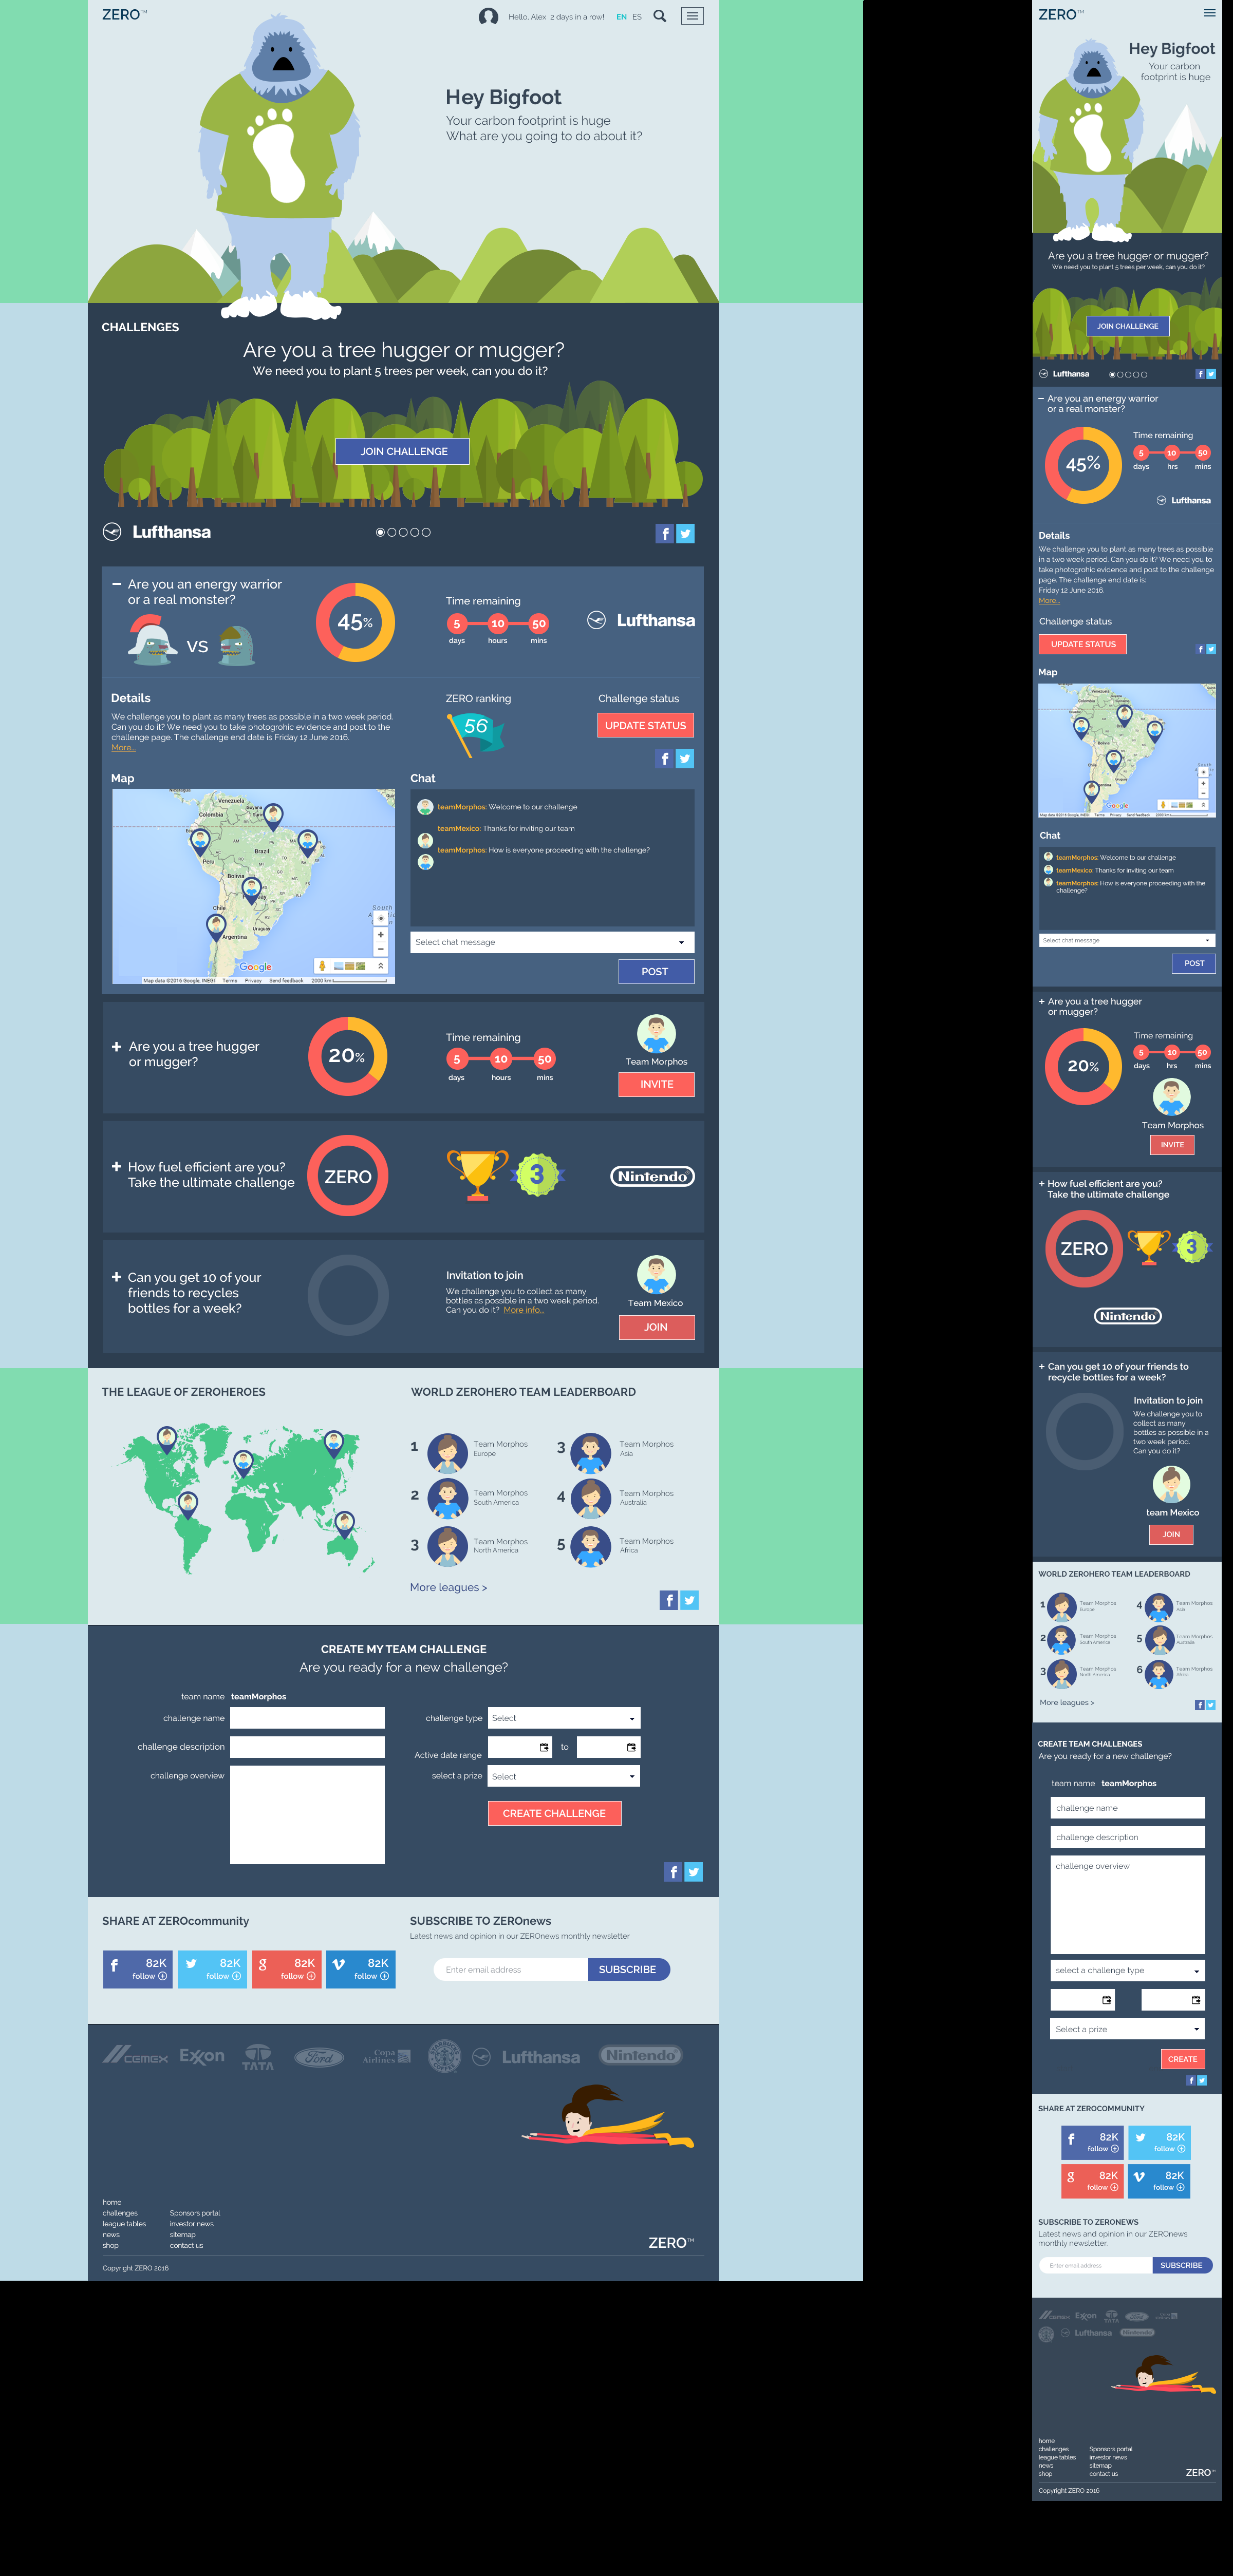 ZERO™
Hello, Alex 2 days in a row!
EN ES
Hey Bigfoot
Your carbon footprint is huge
What are you going to do about it?
CHALLENGES
Are you a tree hugger or mugger?
We need you to plant 5 trees per week, can you do it?
JOIN CHALLENGE
Lufthansa
Are you an energy warrior
or a real monster?
VS
45%
Time remaining
5 10 50
days hours mins
Lufthansa
Details
We challenge you to plant as many trees as possible in a two week period.
Can you do it? We need you to take photogrohic evidence and post to the
challenge page. The challenge end date is Friday 12 June 2016.
More...
ZERO ranking
56
Challenge status
UPDATE STATUS
Map
Nicaragua
Venezuela
Guyana
Colombia
Peru
Brazil
Bolivia
Chile
Uruguay
Argentina
South
Google
Map data ©2016 Google, INEGI Terms Privacy Send feedback 2000 km
Chat
teamMorphos: Welcome to our challenge
teamMexico: Thanks for inviting our team
teamMorphos: How is everyone proceeding with the challenge?
Select chat message
POST
Are you a tree hugger
or mugger?
20%
Time remaining
5 10 50
days hours mins
Team Morphos
INVITE
How fuel efficient are you?
Take the ultimate challenge
ZERO
3
Nintendo
Can you get 10 of your
friends to recycles
bottles for a week?
Invitation to join
We challenge you to collect as many
bottles as possible in a two week period.
Can you do it? More info...
Team Mexico
JOIN
THE LEAGUE OF ZEROHEROES
WORLD ZEROHERO TEAM LEADERBOARD
1 Team Morphos
Europe
2 Team Morphos
South America
3 Team Morphos
North America
3 Team Morphos
Asia
4 Team Morphos
Australia
5 Team Morphos
Africa
More leagues >
CREATE MY TEAM CHALLENGE
Are you ready for a new challenge?
team name teamMorphos
challenge name
challenge description
challenge overview
challenge type Select
Active date range to
select a prize Select
CREATE CHALLENGE
SHARE AT ZEROcommunity
82K
follow
82K
follow
82K
follow
82K
follow
SUBSCRIBE TO ZEROnews
Latest news and opinion in our ZEROnews monthly newsletter
Enter email address
SUBSCRIBE
CEMEX Exxon TATA Ford Copa Airlines Lufthansa Nintendo
home
challenges
league tables
news
shop
Sponsors portal
investor news
sitemap
contact us
ZERO™
Copyright ZERO 2016
ZERO™
Hey Bigfoot
Your carbon
footprint is huge
Are you a tree hugger or mugger?
We need you to plant 5 trees per week, can you do it?
JOIN CHALLENGE
Lufthansa
Are you an energy warrior
or a real monster?
45%
Time remaining
5 10 50
days hrs mins
Lufthansa
Details
We challenge you to plant as many trees as possible
in a two week period. Can you do it? We need you to
take photogrohic evidence and post to the challenge
page. The challenge end date is:
Friday 12 June 2016.
More...
Challenge status
UPDATE STATUS
Map
Venezuela
Colombia
Peru
Brazil
Bolivia
Chile
Argentina
Google
Map data ©2016 Google, INEGI Terms Privacy Send feedback 2000 km
Chat
teamMorphos: Welcome to our challenge
teamMexico: Thanks for inviting our team
teamMorphos: How is everyone proceeding with the
challenge?
Select chat message
POST
Are you a tree hugger
or mugger?
20%
Time remaining
5 10 50
days hrs mins
Team Morphos
INVITE
How fuel efficient are you?
Take the ultimate challenge
ZERO
3
Nintendo
Can you get 10 of your friends to
recycle bottles for a week?
Invitation to join
We challenge you to
collect as many
bottles as possible in a
two week period.
Can you do it?
team Mexico
JOIN
WORLD ZEROHERO TEAM LEADERBOARD
1 Team Morphos
Europe
2 Team Morphos
South America
3 Team Morphos
North America
4 Team Morphos
Asia
5 Team Morphos
Australia
6 Team Morphos
Africa
More leagues >
CREATE TEAM CHALLENGES
Are you ready for a new challenge?
team name teamMorphos
challenge name
challenge description
challenge overview
select a challenge type
Select a prize
CREATE
SHARE AT ZEROCOMMUNITY
82K
follow
82K
follow
82K
follow
82K
follow
SUBSCRIBE TO ZERONEWS
Latest news and opinion in our ZEROnews
monthly newsletter.
Enter email address
SUBSCRIBE
CEMEX Exxon TATA Ford
Lufthansa Nintendo
home
challenges
league tables
news
shop
Sponsors portal
investor news
sitemap
contact us
ZERO™
Copyright ZERO 2016